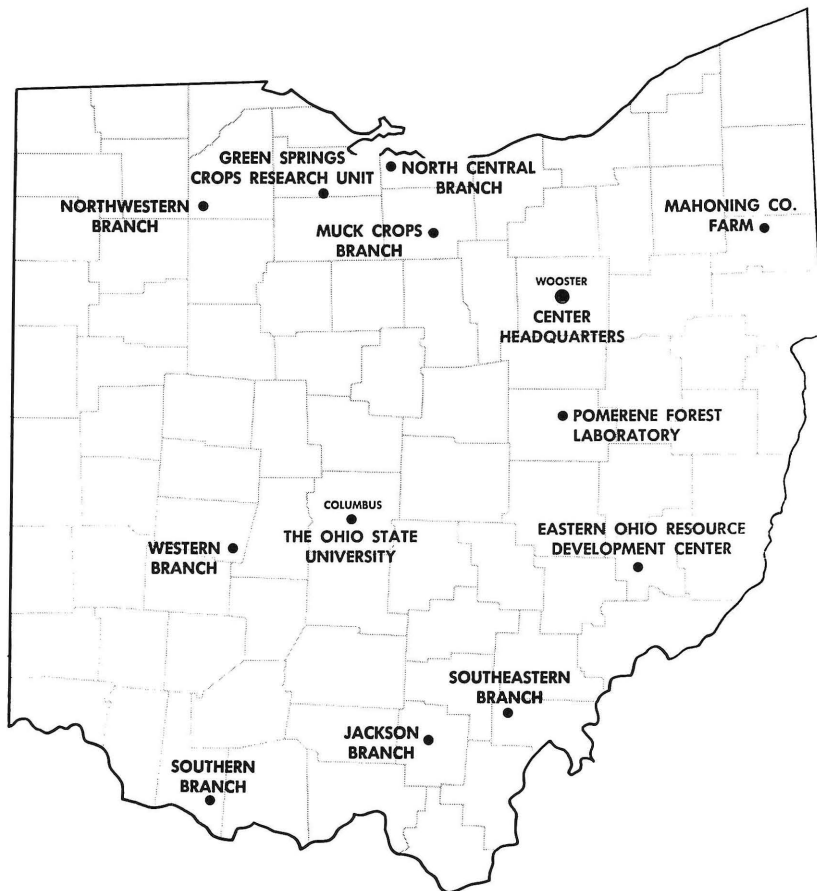 GREEN SPRINGS
CROPS RESEARCH UNIT
NORTH CENTRAL
BRANCH
NORTHWESTERN
BRANCH
MUCK CROPS
BRANCH
MAHONING CO.
FARM
WOOSTER
CENTER
HEADQUARTERS
POMERENE FOREST
LABORATORY
COLUMBUS
THE OHIO STATE
UNIVERSITY
WESTERN
BRANCH
EASTERN OHIO RESOURCE
DEVELOPMENT CENTER
SOUTHEASTERN
BRANCH
JACKSON
BRANCH
SOUTHERN
BRANCH